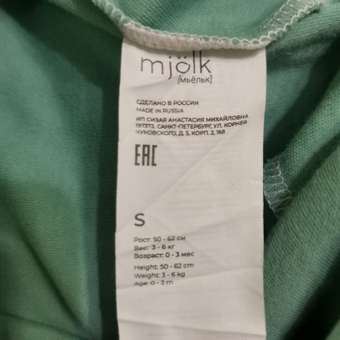 mjölk
[мьёльк]
СДЕЛАНО В РОССИИ
MADE IN RUSSIA
ИП СИЗАЯ АНАСТАСИЯ МИХАЙЛОВНА
САНКТ-ПЕТЕРБУРГ, УЛ. КОРНЕЯ
ЧУКОВСКОГО, Д. 5, КОРП. 2, 168
EAC
S
Рост: 50 - 62 см
Вес: 3 - 6 кг
Возраст: 0 - 3 мес
Height: 50 - 62 cm
Weight: 3 - 6 kg
Age: 0 - 3 m